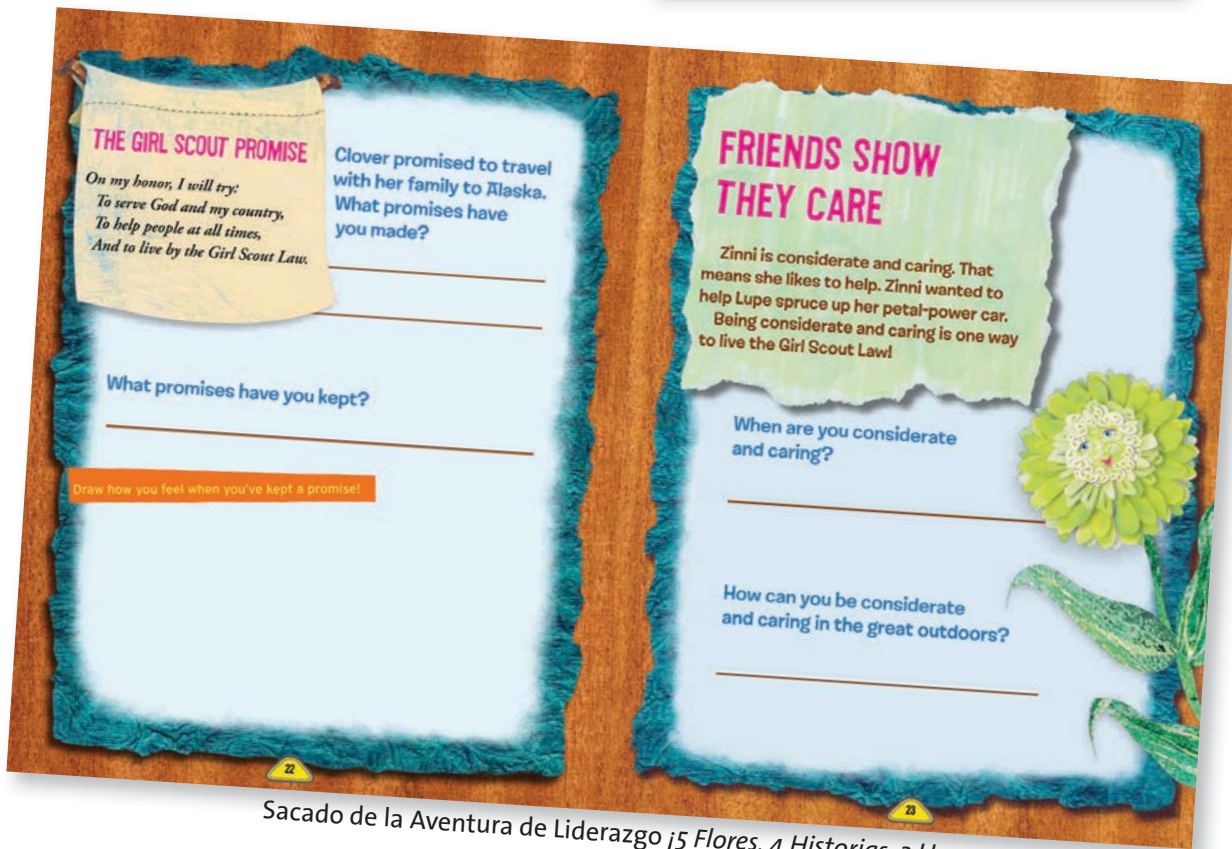 THE GIRL SCOUT PROMISE
On my honor, I will try:
To serve God and my country,
To help people at all times,
And to live by the Girl Scout Law.
Clover promised to travel
with her family to Alaska.
What promises have
you made?
What promises have you kept?
Draw how you feel when you've kept a promise!
22
FRIENDS SHOW
THEY CARE
Zinni is considerate and caring. That
means she likes to help. Zinni wanted to
help Lupe spruce up her petal-power car.
Being considerate and caring is one way
to live the Girl Scout Law!
When are you considerate
and caring?
How can you be considerate
and caring in the great outdoors?
23
Sacado de la Aventura de Liderazgo ¡5 Flores, 4 Historias,